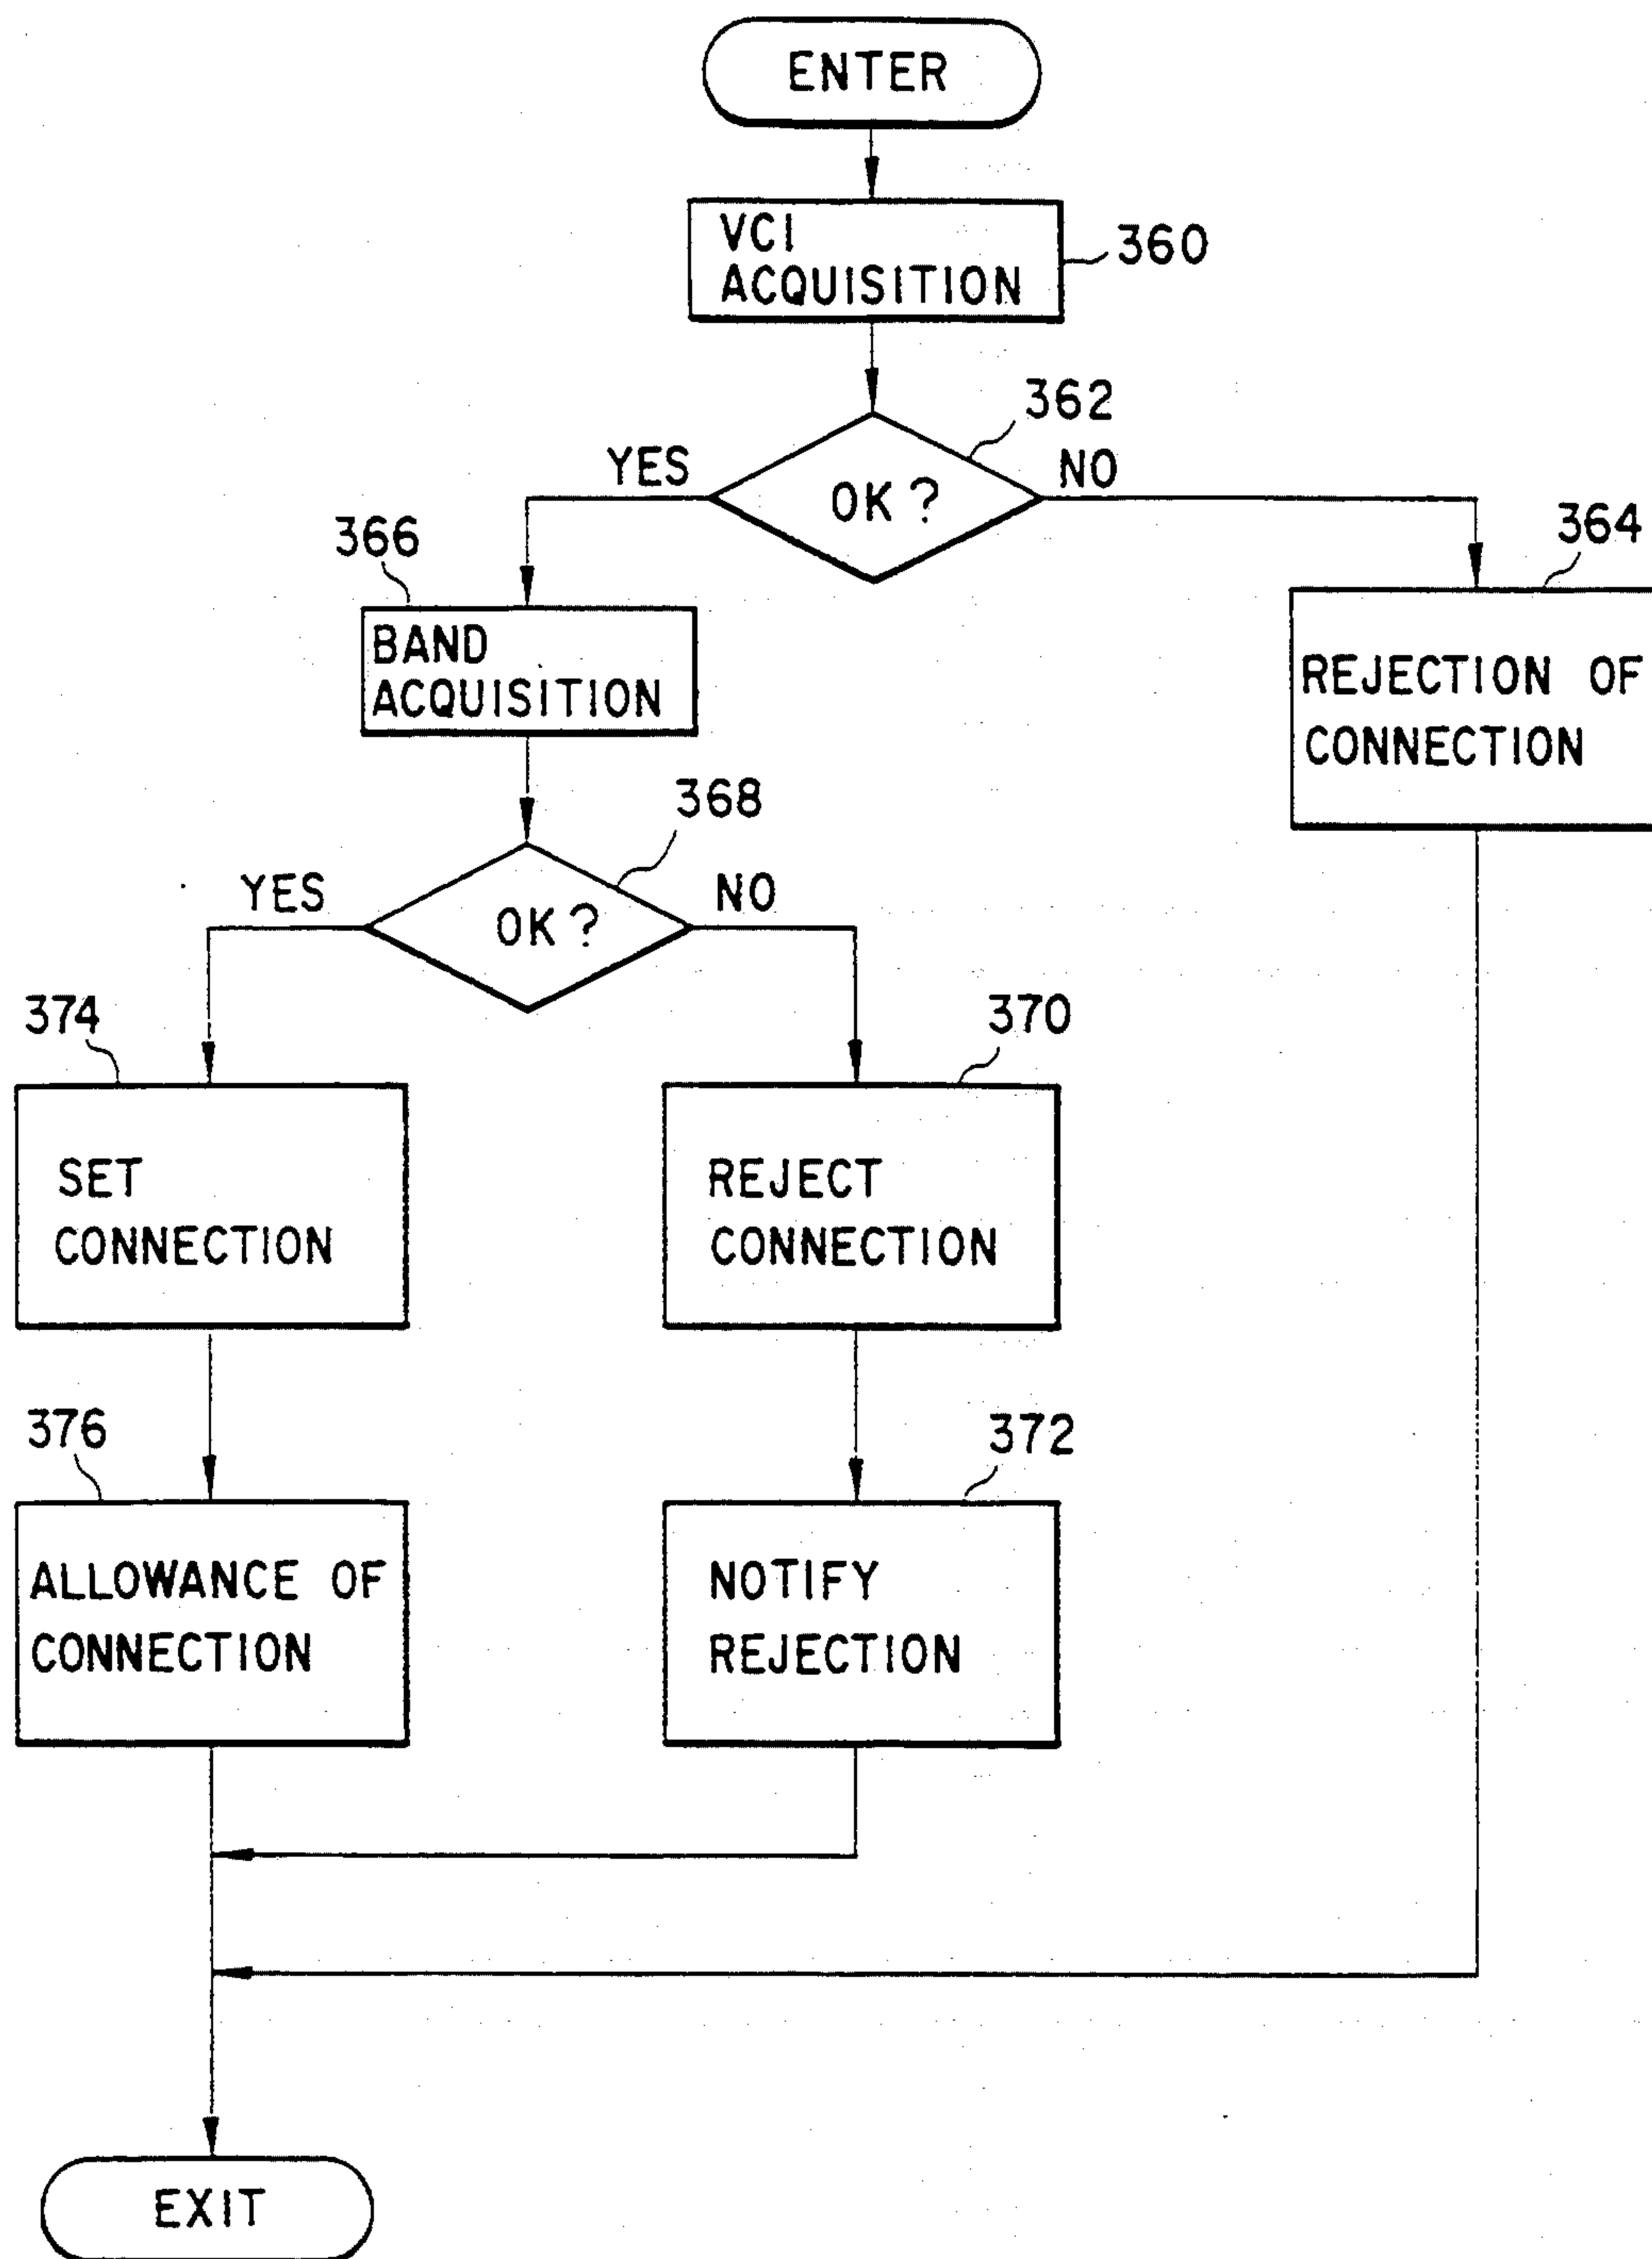 ENTER
VCI
ACQUISITION
360
362
YES
OK?
NO
364
366
BAND
ACQUISITION
REJECTION OF
CONNECTION
368
YES
OK?
NO
374
370
SET
CONNECTION
REJECT
CONNECTION
376
372
ALLOWANCE OF
CONNECTION
NOTIFY
REJECTION
EXIT